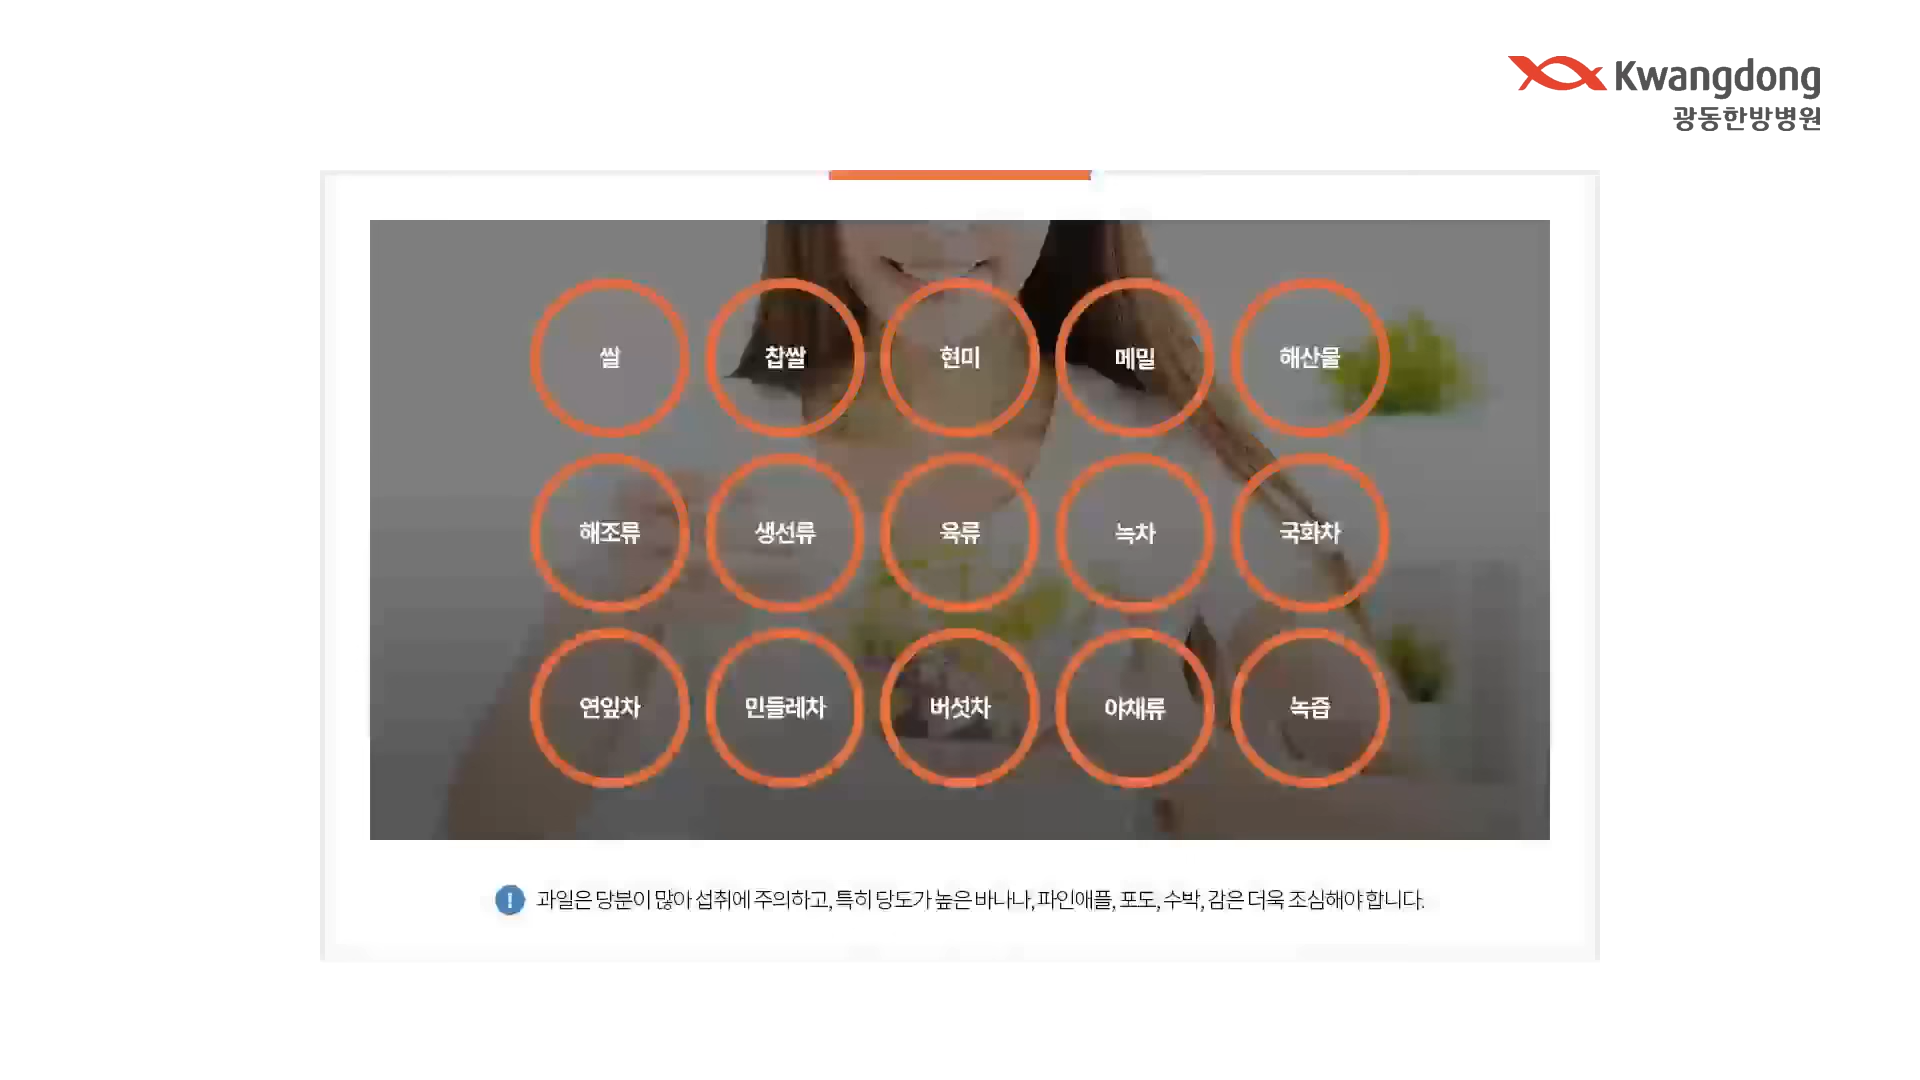 Kwangdong
광동한방병원
쌀 찹쌀 현미 메밀 해산물
해조류 생선류 육류 녹차 국화차
연잎차 민들레차 버섯차 야채류 녹즙
! 과일은 당분이 많아 섭취에 주의하고, 특히 당도가 높은 바나나, 파인애플, 포도, 수박, 감은 더욱 조심해야 합니다.